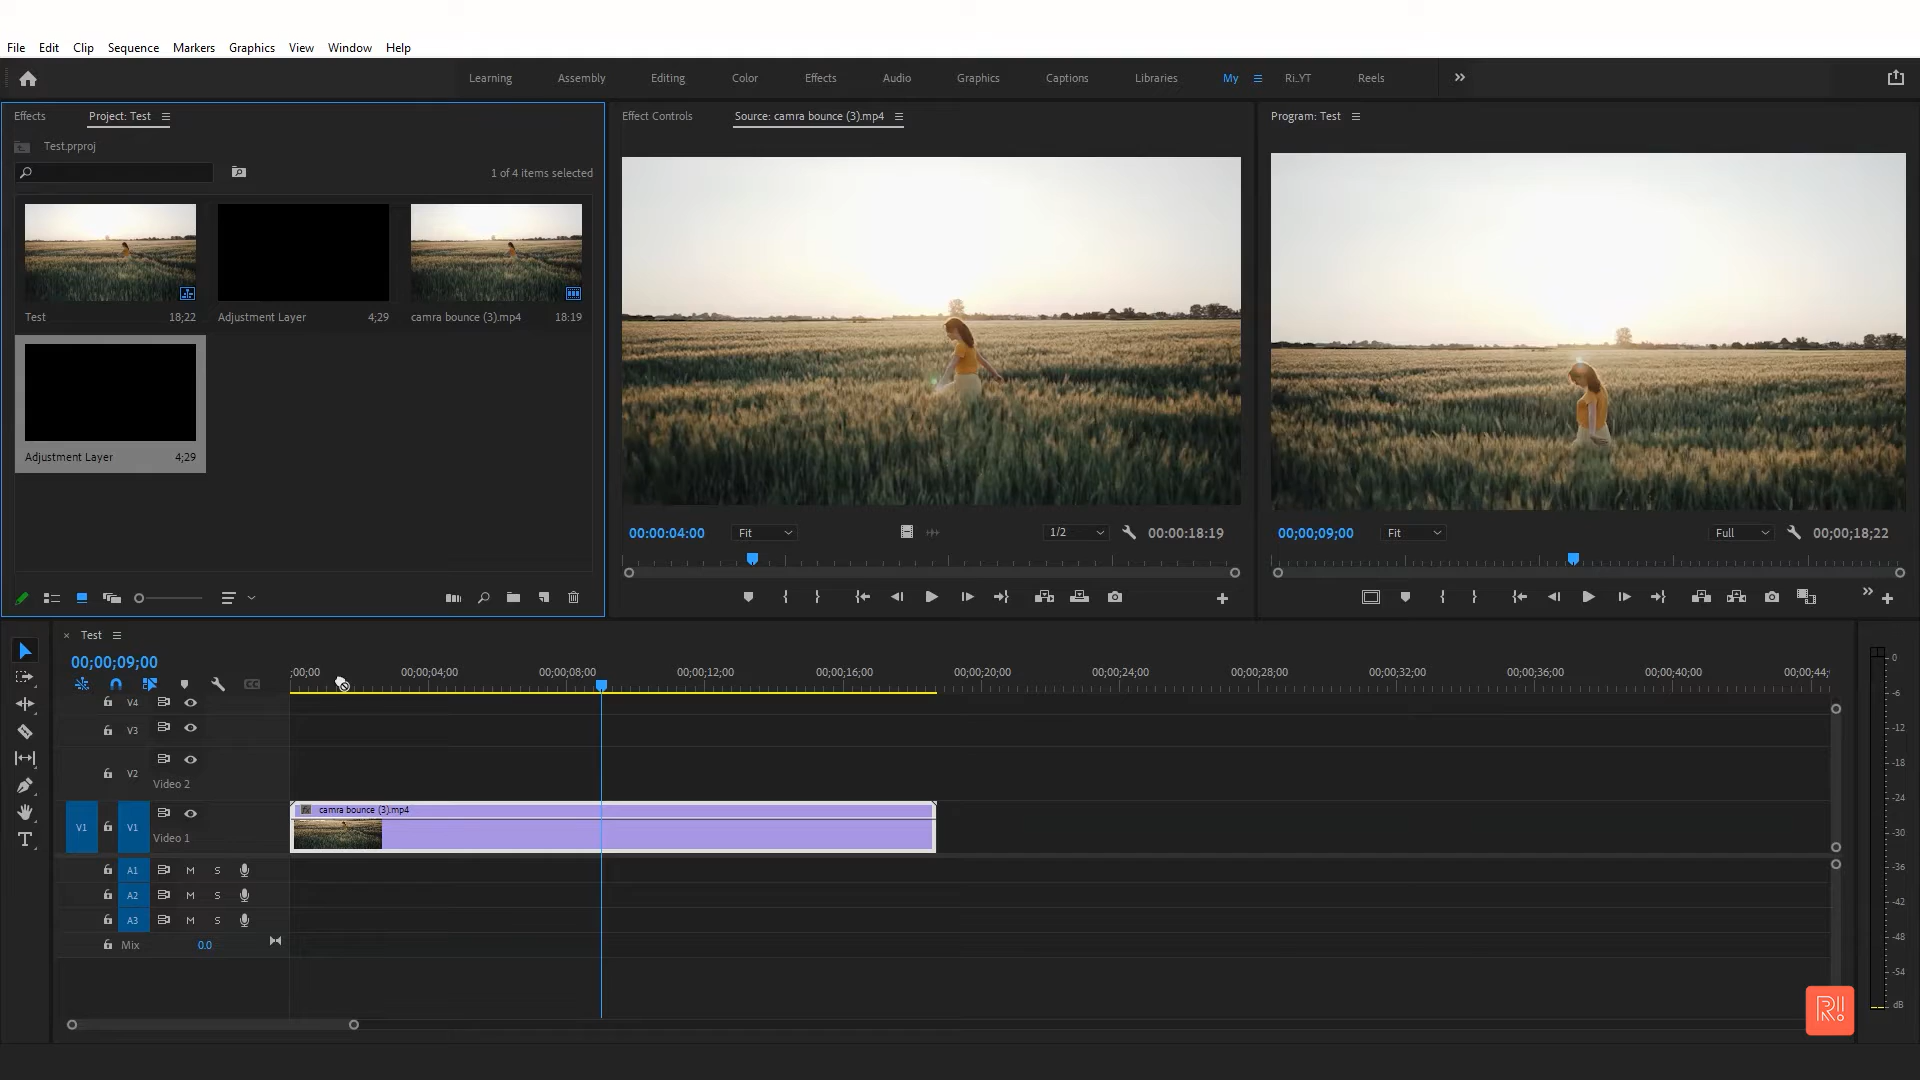 File Edit Clip Sequence Markers Graphics View Window Help
Learning Assembly Editing Color Effects Audio Graphics Captions Libraries My Ri..YT Reels
Effects Project: Test
Test.prproj
1 of 4 items selected
Test 18;22
Adjustment Layer 4;29
camra bounce (3).mp4 18:19
Adjustment Layer 4;29
Effect Controls Source: camra bounce (3).mp4
00:00:04:00 Fit 1/2 00:00:18:19
Program: Test
00;00;09;00 Fit Full 00;00;18;22
Test
00;00;09;00
;00;00 00;00;04;00 00;00;08;00 00;00;12;00 00;00;16;00 00;00;20;00 00;00;24;00 00;00;28;00 00;00;32;00 00;00;36;00 00;00;40;00 00;00;44;
V4
V3
V2
Video 2
V1 V1
Video 1
fx camra bounce (3).mp4
A1 M S
A2 M S
A3 M S
Mix 0.0
0
-6
-12
-18
-24
-30
-36
-42
-48
-54
dB
R!